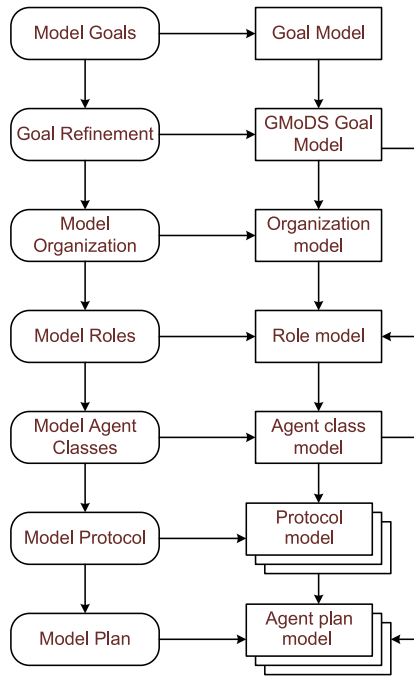 Model Goals
Goal Model
Goal Refinement
GMoDS Goal
Model
Model
Organization
Organization
model
Model Roles
Role model
Model Agent
Classes
Agent class
model
Model Protocol
Protocol
model
Model Plan
Agent plan
model